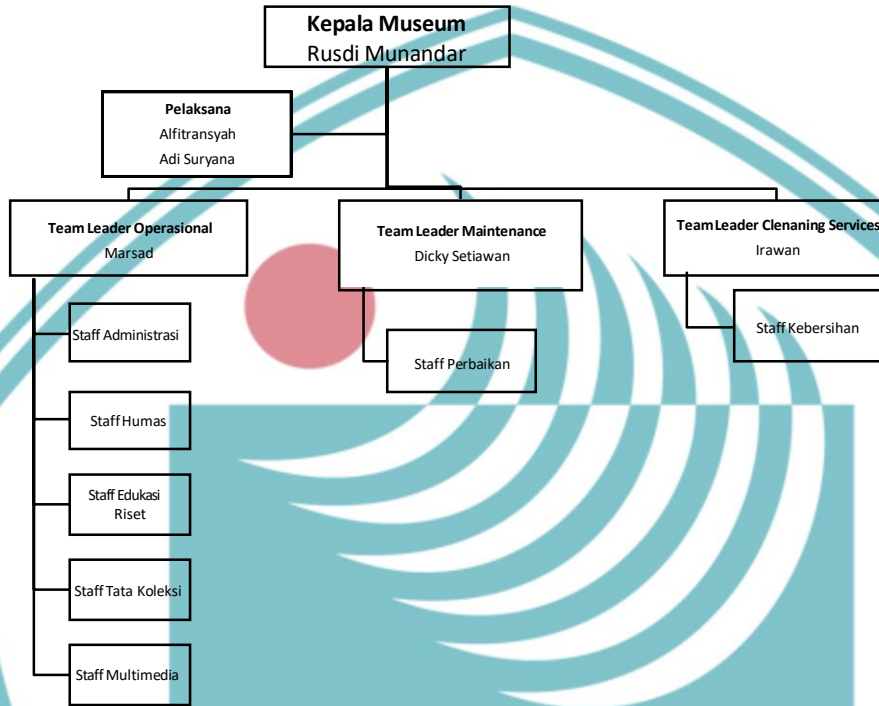 Kepala Museum
Rusdi Munandar
Pelaksana
Alfitransyah
Adi Suryana
Team Leader Operasional
Marsad
Team Leader Maintenance
Dicky Setiawan
Team Leader Clenaning Services
Irawan
Staff Administrasi
Staff Humas
Staff Edukasi
Riset
Staff Tata Koleksi
Staff Multimedia
Staff Perbaikan
Staff Kebersihan